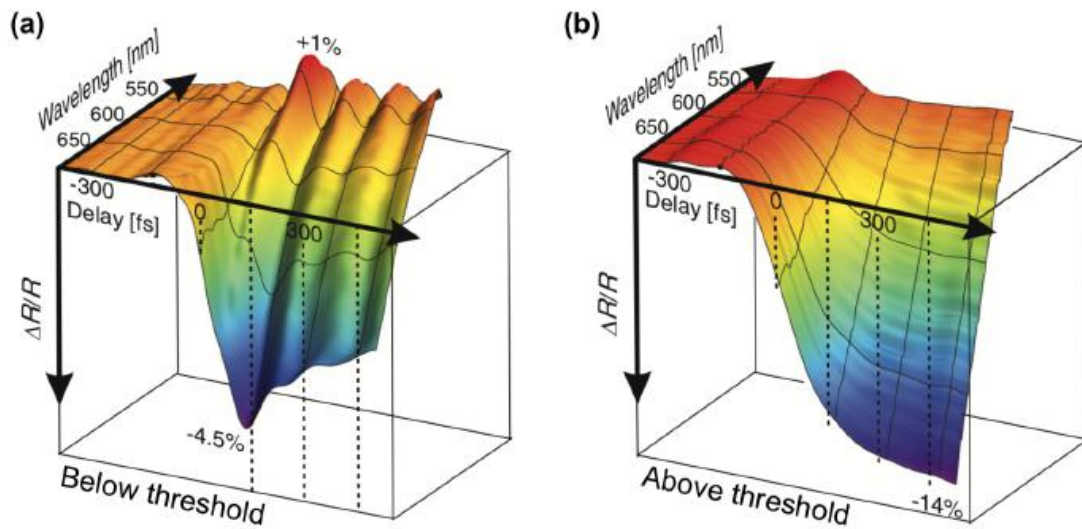 (a)
+1%
Wavelength [nm]
550
600
650
-300
0
300
Delay [fs]
ΔR/R
-4.5%
Below threshold
(b)
Wavelength [nm]
550
600
650
-300
0
300
Delay [fs]
ΔR/R
-14%
Above threshold